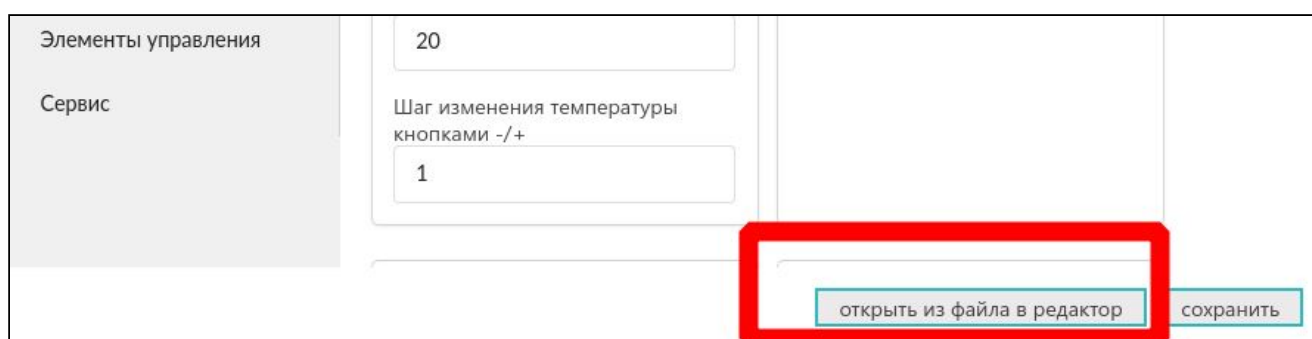 Элементы управления
Сервис
20
Шаг изменения температуры
кнопками -/+
1
открыть из файла в редактор
сохранить